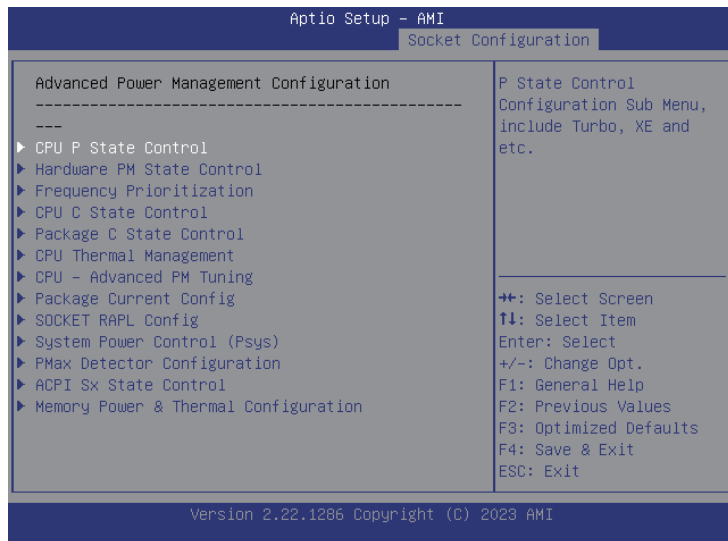 Aptio Setup – AMI
Socket Configuration
Advanced Power Management Configuration
-----------------------------------------------
---
▶ CPU P State Control
▶ Hardware PM State Control
▶ Frequency Prioritization
▶ CPU C State Control
▶ Package C State Control
▶ CPU Thermal Management
▶ CPU – Advanced PM Tuning
▶ Package Current Config
▶ SOCKET RAPL Config
▶ System Power Control (Psys)
▶ PMax Detector Configuration
▶ ACPI Sx State Control
▶ Memory Power & Thermal Configuration
P State Control
Configuration Sub Menu,
include Turbo, XE and
etc.
→←: Select Screen
↑↓: Select Item
Enter: Select
+/-: Change Opt.
F1: General Help
F2: Previous Values
F3: Optimized Defaults
F4: Save & Exit
ESC: Exit
Version 2.22.1286 Copyright (C) 2023 AMI